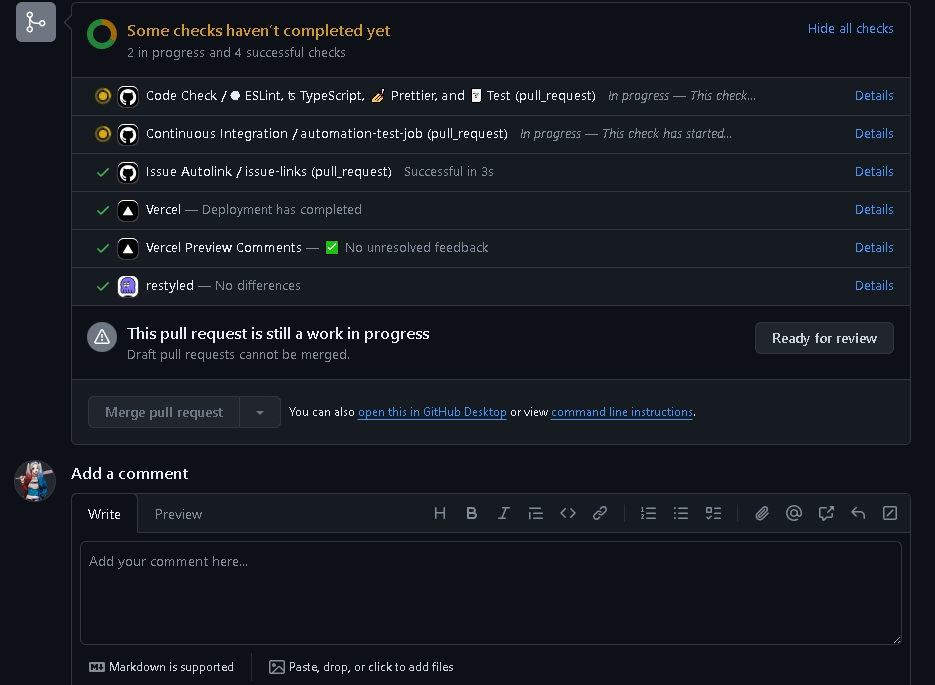 Some checks haven't completed yet
Hide all checks
2 in progress and 4 successful checks
Code Check / ESLint, ts TypeScript, 💅 Prettier, and 🃏 Test (pull_request) In progress — This check... Details
Continuous Integration / automation-test-job (pull_request) In progress — This check has started... Details
Issue Autolink / issue-links (pull_request) Successful in 3s Details
Vercel — Deployment has completed Details
Vercel Preview Comments — ✅ No unresolved feedback Details
restyled — No differences Details
This pull request is still a work in progress
Draft pull requests cannot be merged.
Ready for review
Merge pull request You can also open this in GitHub Desktop or view command line instructions.
Add a comment
Write Preview
Add your comment here...
Markdown is supported Paste, drop, or click to add files